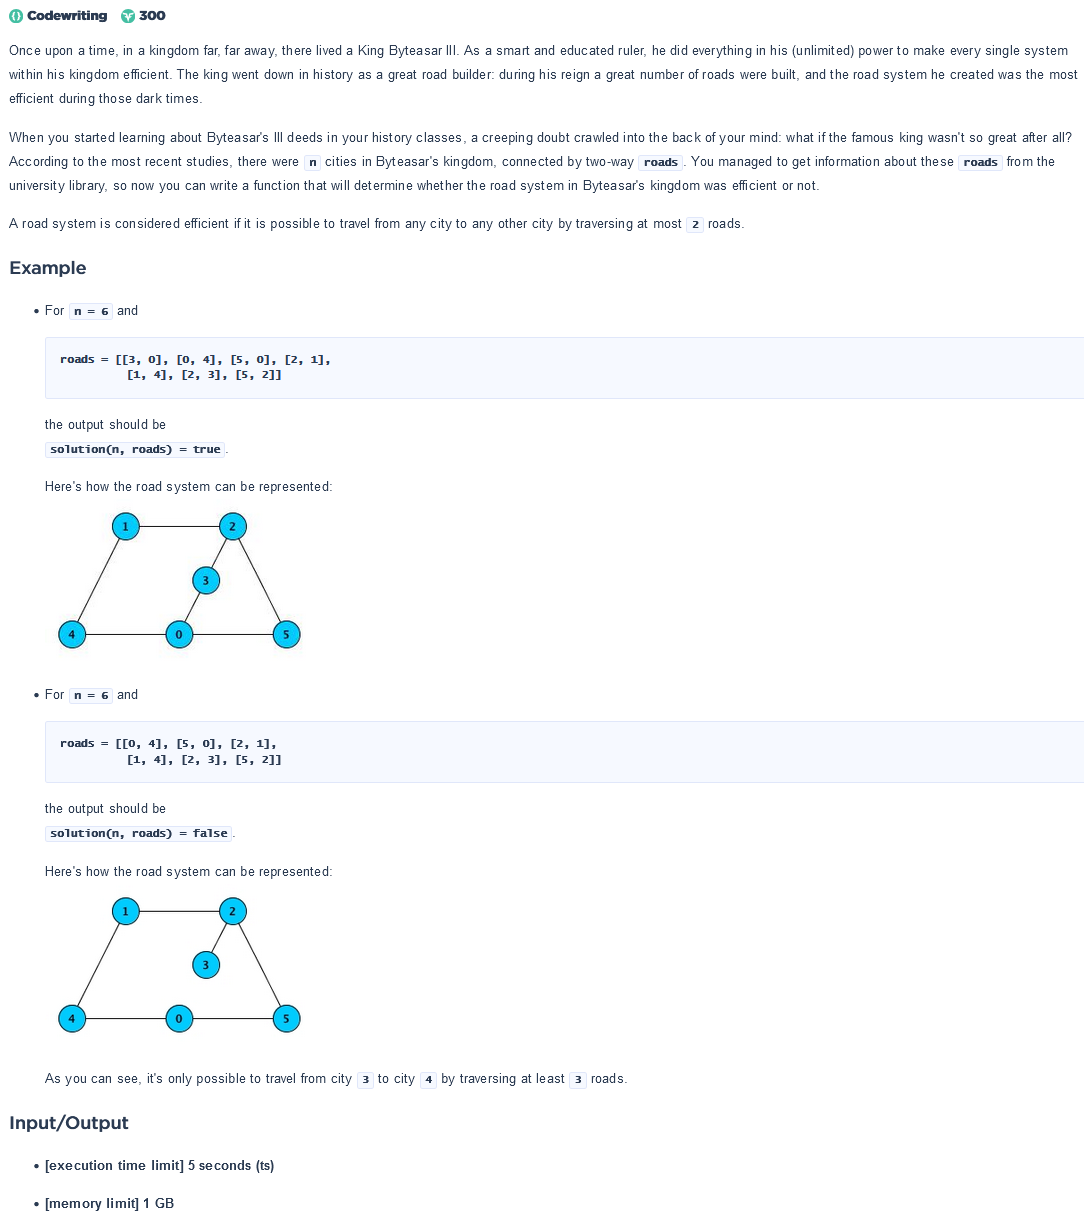 Codewriting 300
Once upon a time, in a kingdom far, far away, there lived a King Byteasar III. As a smart and educated ruler, he did everything in his (unlimited) power to make every single system
within his kingdom efficient. The king went down in history as a great road builder: during his reign a great number of roads were built, and the road system he created was the most
efficient during those dark times.
When you started learning about Byteasar's III deeds in your history classes, a creeping doubt crawled into the back of your mind: what if the famous king wasn't so great after all?
According to the most recent studies, there were n cities in Byteasar's kingdom, connected by two-way roads. You managed to get information about these roads from the
university library, so now you can write a function that will determine whether the road system in Byteasar's kingdom was efficient or not.
A road system is considered efficient if it is possible to travel from any city to any other city by traversing at most 2 roads.
Example
• For n = 6 and
roads = [[3, 0], [0, 4], [5, 0], [2, 1],
[1, 4], [2, 3], [5, 2]]
the output should be
solution(n, roads) = true.
Here's how the road system can be represented:
1 2
3
4 0 5
• For n = 6 and
roads = [[0, 4], [5, 0], [2, 1],
[1, 4], [2, 3], [5, 2]]
the output should be
solution(n, roads) = false.
Here's how the road system can be represented:
1 2
3
4 0 5
As you can see, it's only possible to travel from city 3 to city 4 by traversing at least 3 roads.
Input/Output
• [execution time limit] 5 seconds (ts)
• [memory limit] 1 GB